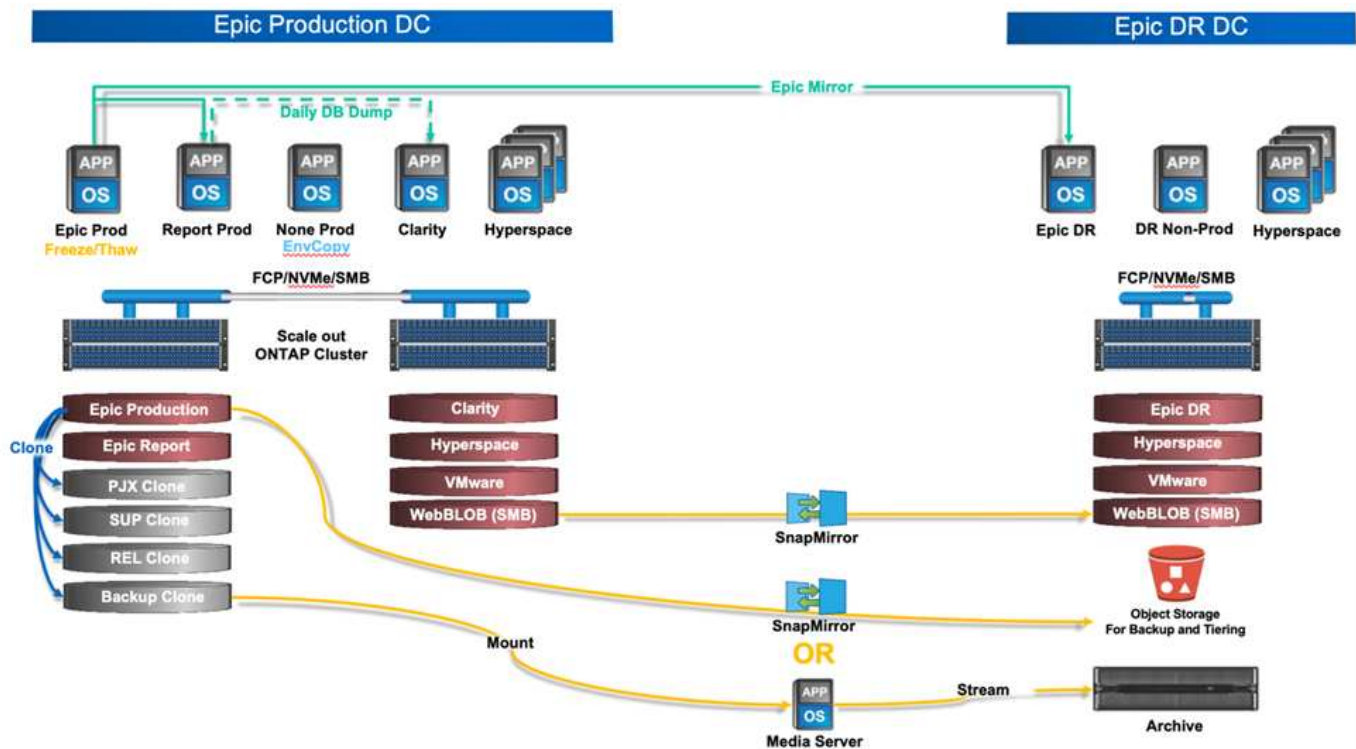 Epic Production DC
Epic DR DC
Epic Mirror
Daily DB Dump
APP
OS
APP
OS
APP
OS
APP
OS
APP
OS
APP
OS
APP
OS
APP
OS
Epic Prod
Freeze/Thaw
Report Prod
None Prod
EnvCopy
Clarity
Hyperspace
Epic DR
DR Non-Prod
Hyperspace
FCP/NVMe/SMB
FCP/NVMe/SMB
Scale out
ONTAP Cluster
Clone
Epic Production
Epic Report
PJX Clone
SUP Clone
REL Clone
Backup Clone
Clarity
Hyperspace
VMware
WebBLOB (SMB)
Epic DR
Hyperspace
VMware
WebBLOB (SMB)
SnapMirror
SnapMirror
Object Storage
For Backup and Tiering
Mount
OR
APP
OS
Media Server
Stream
Archive